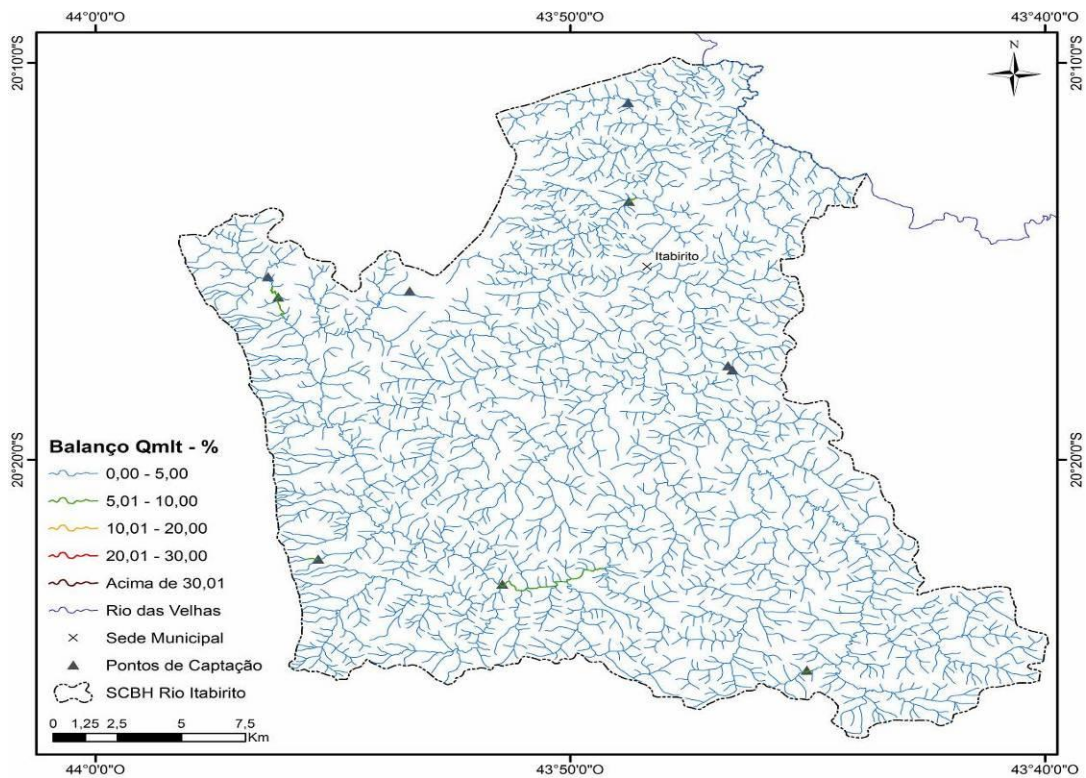 44°0'0"O
43°50'0"O
43°40'0"O
20°10'0"S
20°10'0"S
N
Itabirito
20°20'0"S
20°20'0"S
Balanço Qmlt - %
0,00 - 5,00
5,01 - 10,00
10,01 - 20,00
20,01 - 30,00
Acima de 30,01
Rio das Velhas
Sede Municipal
Pontos de Captação
SCBH Rio Itabirito
0 1,25 2,5 5 7,5
Km
44°0'0"O
43°50'0"O
43°40'0"O